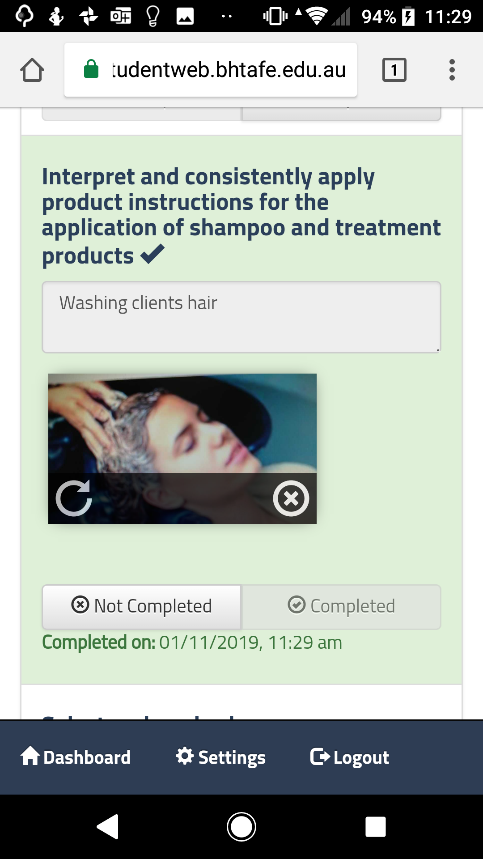 94% 11:29
tudentweb.bhtafe.edu.au
1
Interpret and consistently apply
product instructions for the
application of shampoo and treatment
products
Washing clients hair
Not Completed
Completed
Completed on: 01/11/2019, 11:29 am
Dashboard
Settings
Logout